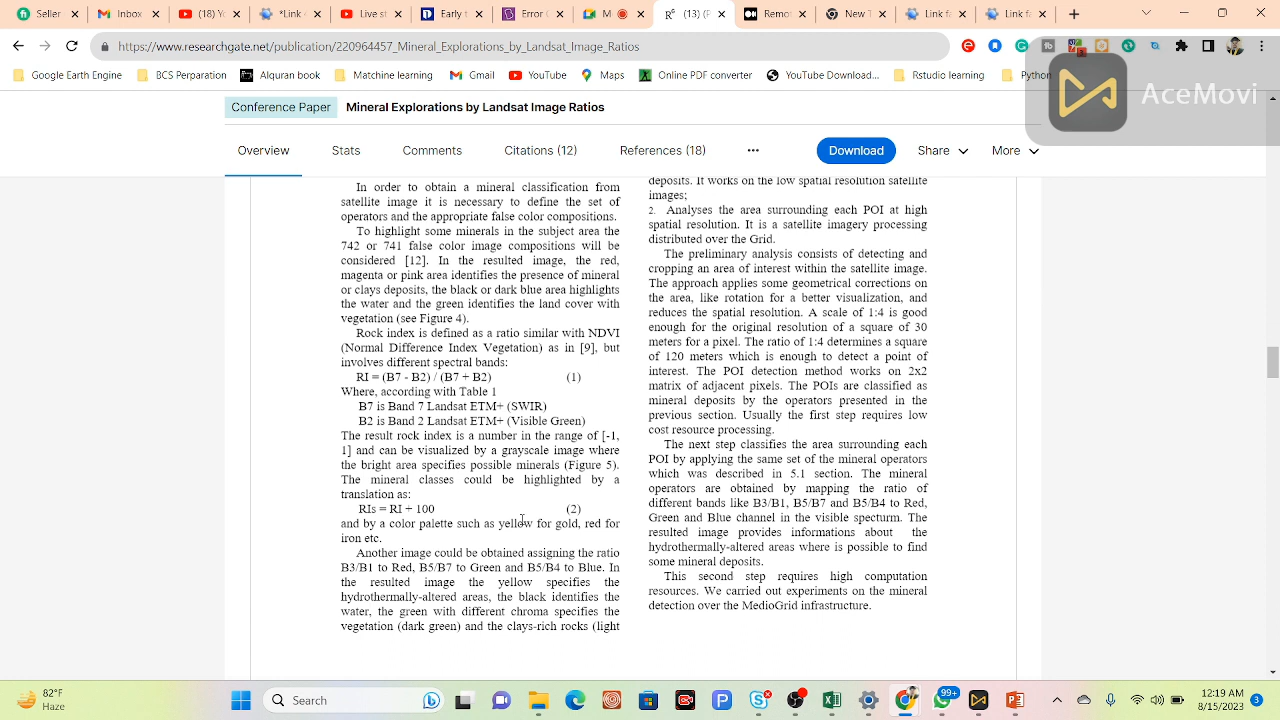 Seller
Inbox
(18) Y
*Link
start
Early t
Erro
M
(13) (P
Remo
New T
Link fo
Link fo
https://www.researchgate.net/publication/
_Mineral_Explorations_by_Landsat_Image_Ratios
Google Earth Engine
BCS Perpartion
Alquran book
Matchine learning
Gmail
YouTube
Maps
Online PDF converter
YouTube Download...
Rstudio learning
Python
AceMovi
Conference Paper
Mineral Explorations by Landsat Image Ratios
Overview
Stats
Comments
Citations (12)
References (18)
...
Download
Share
More
In order to obtain a mineral classification from
satellite image it is necessary to define the set of
operators and the appropriate false color compositions.
To highlight some minerals in the subject area the
742 or 741 false color image compositions will be
considered [12]. In the resulted image, the red,
magenta or pink area identifies the presence of mineral
or clays deposits, the black or dark blue area highlights
the water and the green identifies the land cover with
vegetation (see Figure 4).
Rock index is defined as a ratio similar with NDVI
(Normal Difference Index Vegetation) as in [9], but
involves different spectral bands:
RI = (B7 - B2) / (B7 + B2) (1)
Where, according with Table 1
B7 is Band 7 Landsat ETM+ (SWIR)
B2 is Band 2 Landsat ETM+ (Visible Green)
The result rock index is a number in the range of [-1,
1] and can be visualized by a grayscale image where
the bright area specifies possible minerals (Figure 5).
The mineral classes could be highlighted by a
translation as:
RIs = RI + 100 (2)
and by a color palette such as yellow for gold, red for
iron etc.
Another image could be obtained assigning the ratio
B3/B1 to Red, B5/B7 to Green and B5/B4 to Blue. In
the resulted image the yellow specifies the
hydrothermally-altered areas, the black identifies the
water, the green with different chroma specifies the
vegetation (dark green) and the clays-rich rocks (light
deposits. It works on the low spatial resolution satellite
images;
2. Analyses the area surrounding each POI at high
spatial resolution. It is a satellite imagery processing
distributed over the Grid.
The preliminary analysis consists of detecting and
cropping an area of interest within the satellite image.
The approach applies some geometrical corrections on
the area, like rotation for a better visualization, and
reduces the spatial resolution. A scale of 1:4 is good
enough for the original resolution of a square of 30
meters for a pixel. The ratio of 1:4 determines a square
of 120 meters which is enough to detect a point of
interest. The POI detection method works on 2x2
matrix of adjacent pixels. The POIs are classified as
mineral deposits by the operators presented in the
previous section. Usually the first step requires low
cost resource processing.
The next step classifies the area surrounding each
POI by applying the same set of the mineral operators
which was described in 5.1 section. The mineral
operators are obtained by mapping the ratio of
different bands like B3/B1, B5/B7 and B5/B4 to Red,
Green and Blue channel in the visible specturm. The
resulted image provides informations about the
hydrothermally-altered areas where is possible to find
some mineral deposits.
This second step requires high computation
resources. We carried out experiments on the mineral
detection over the MedioGrid infrastructure.
82°F
Haze
Search
99+
12:19 AM
8/15/2023
3